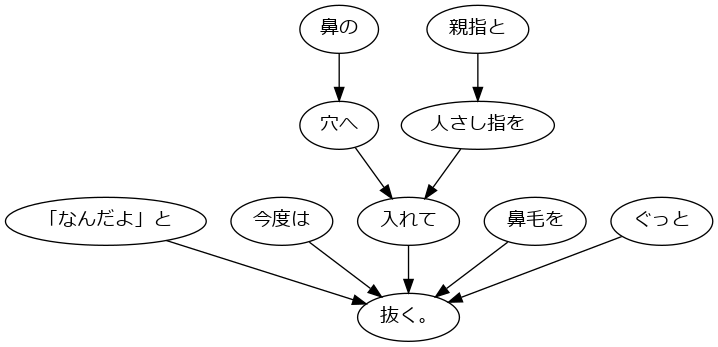 鼻の
親指と
穴へ
人さし指を
「なんだよ」と
今度は
入れて
鼻毛を
ぐっと
抜く。